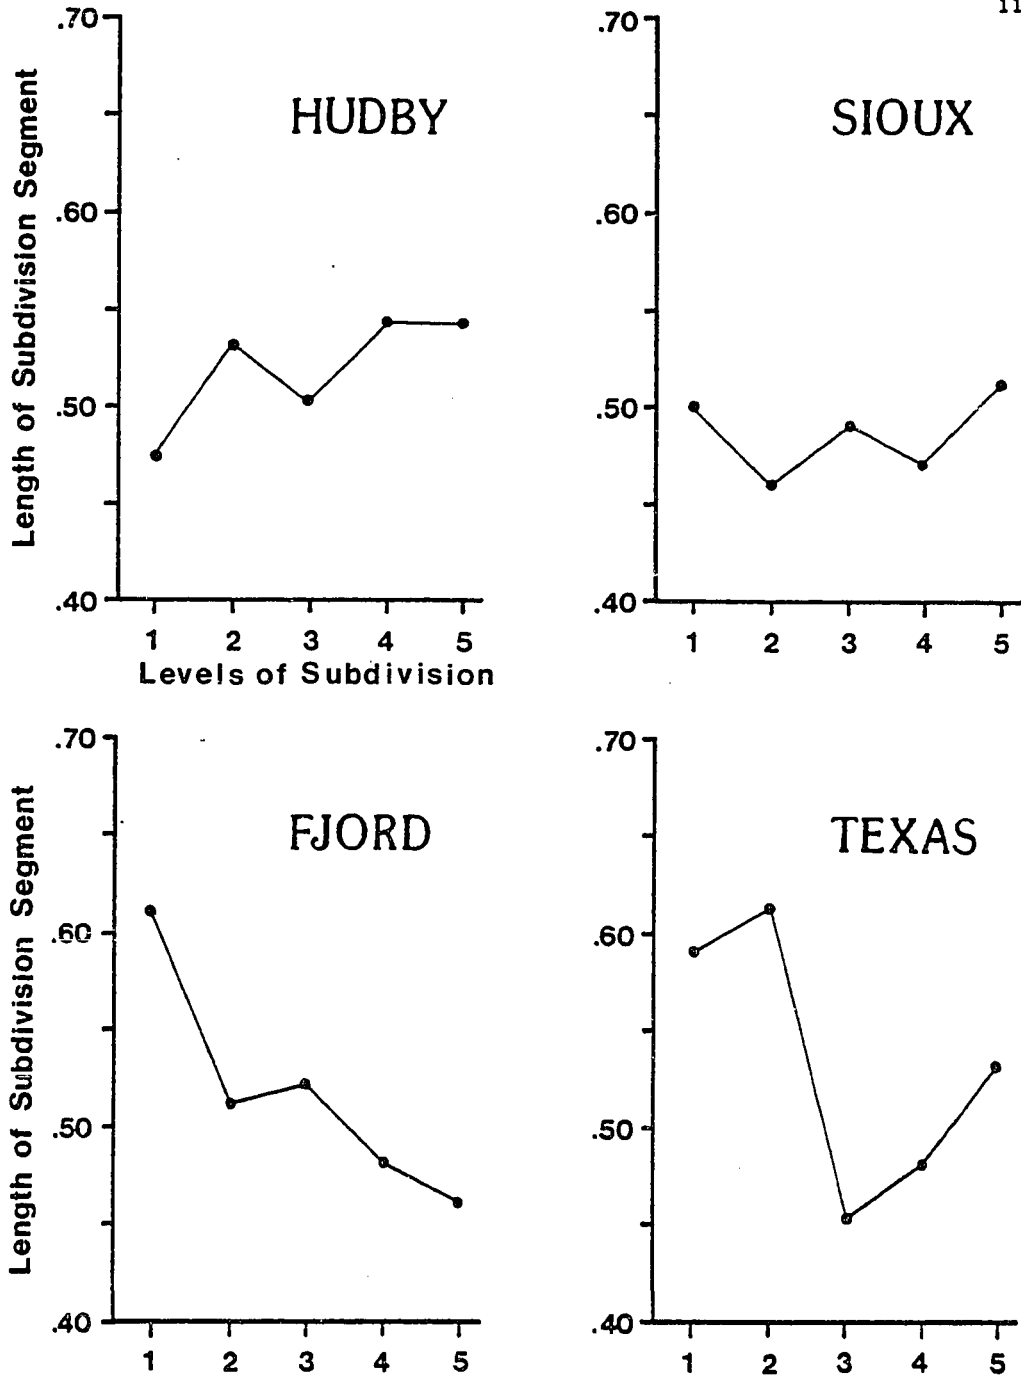 11
.70
HUDBY
.60
.50
.40
1 2 3 4 5
Length of Subdivision Segment
Levels of Subdivision
.70
SIOUX
.60
.50
.40
1 2 3 4 5
.70
FJORD
.60
.50
.40
1 2 3 4 5
Length of Subdivision Segment
.70
TEXAS
.60
.50
.40
1 2 3 4 5